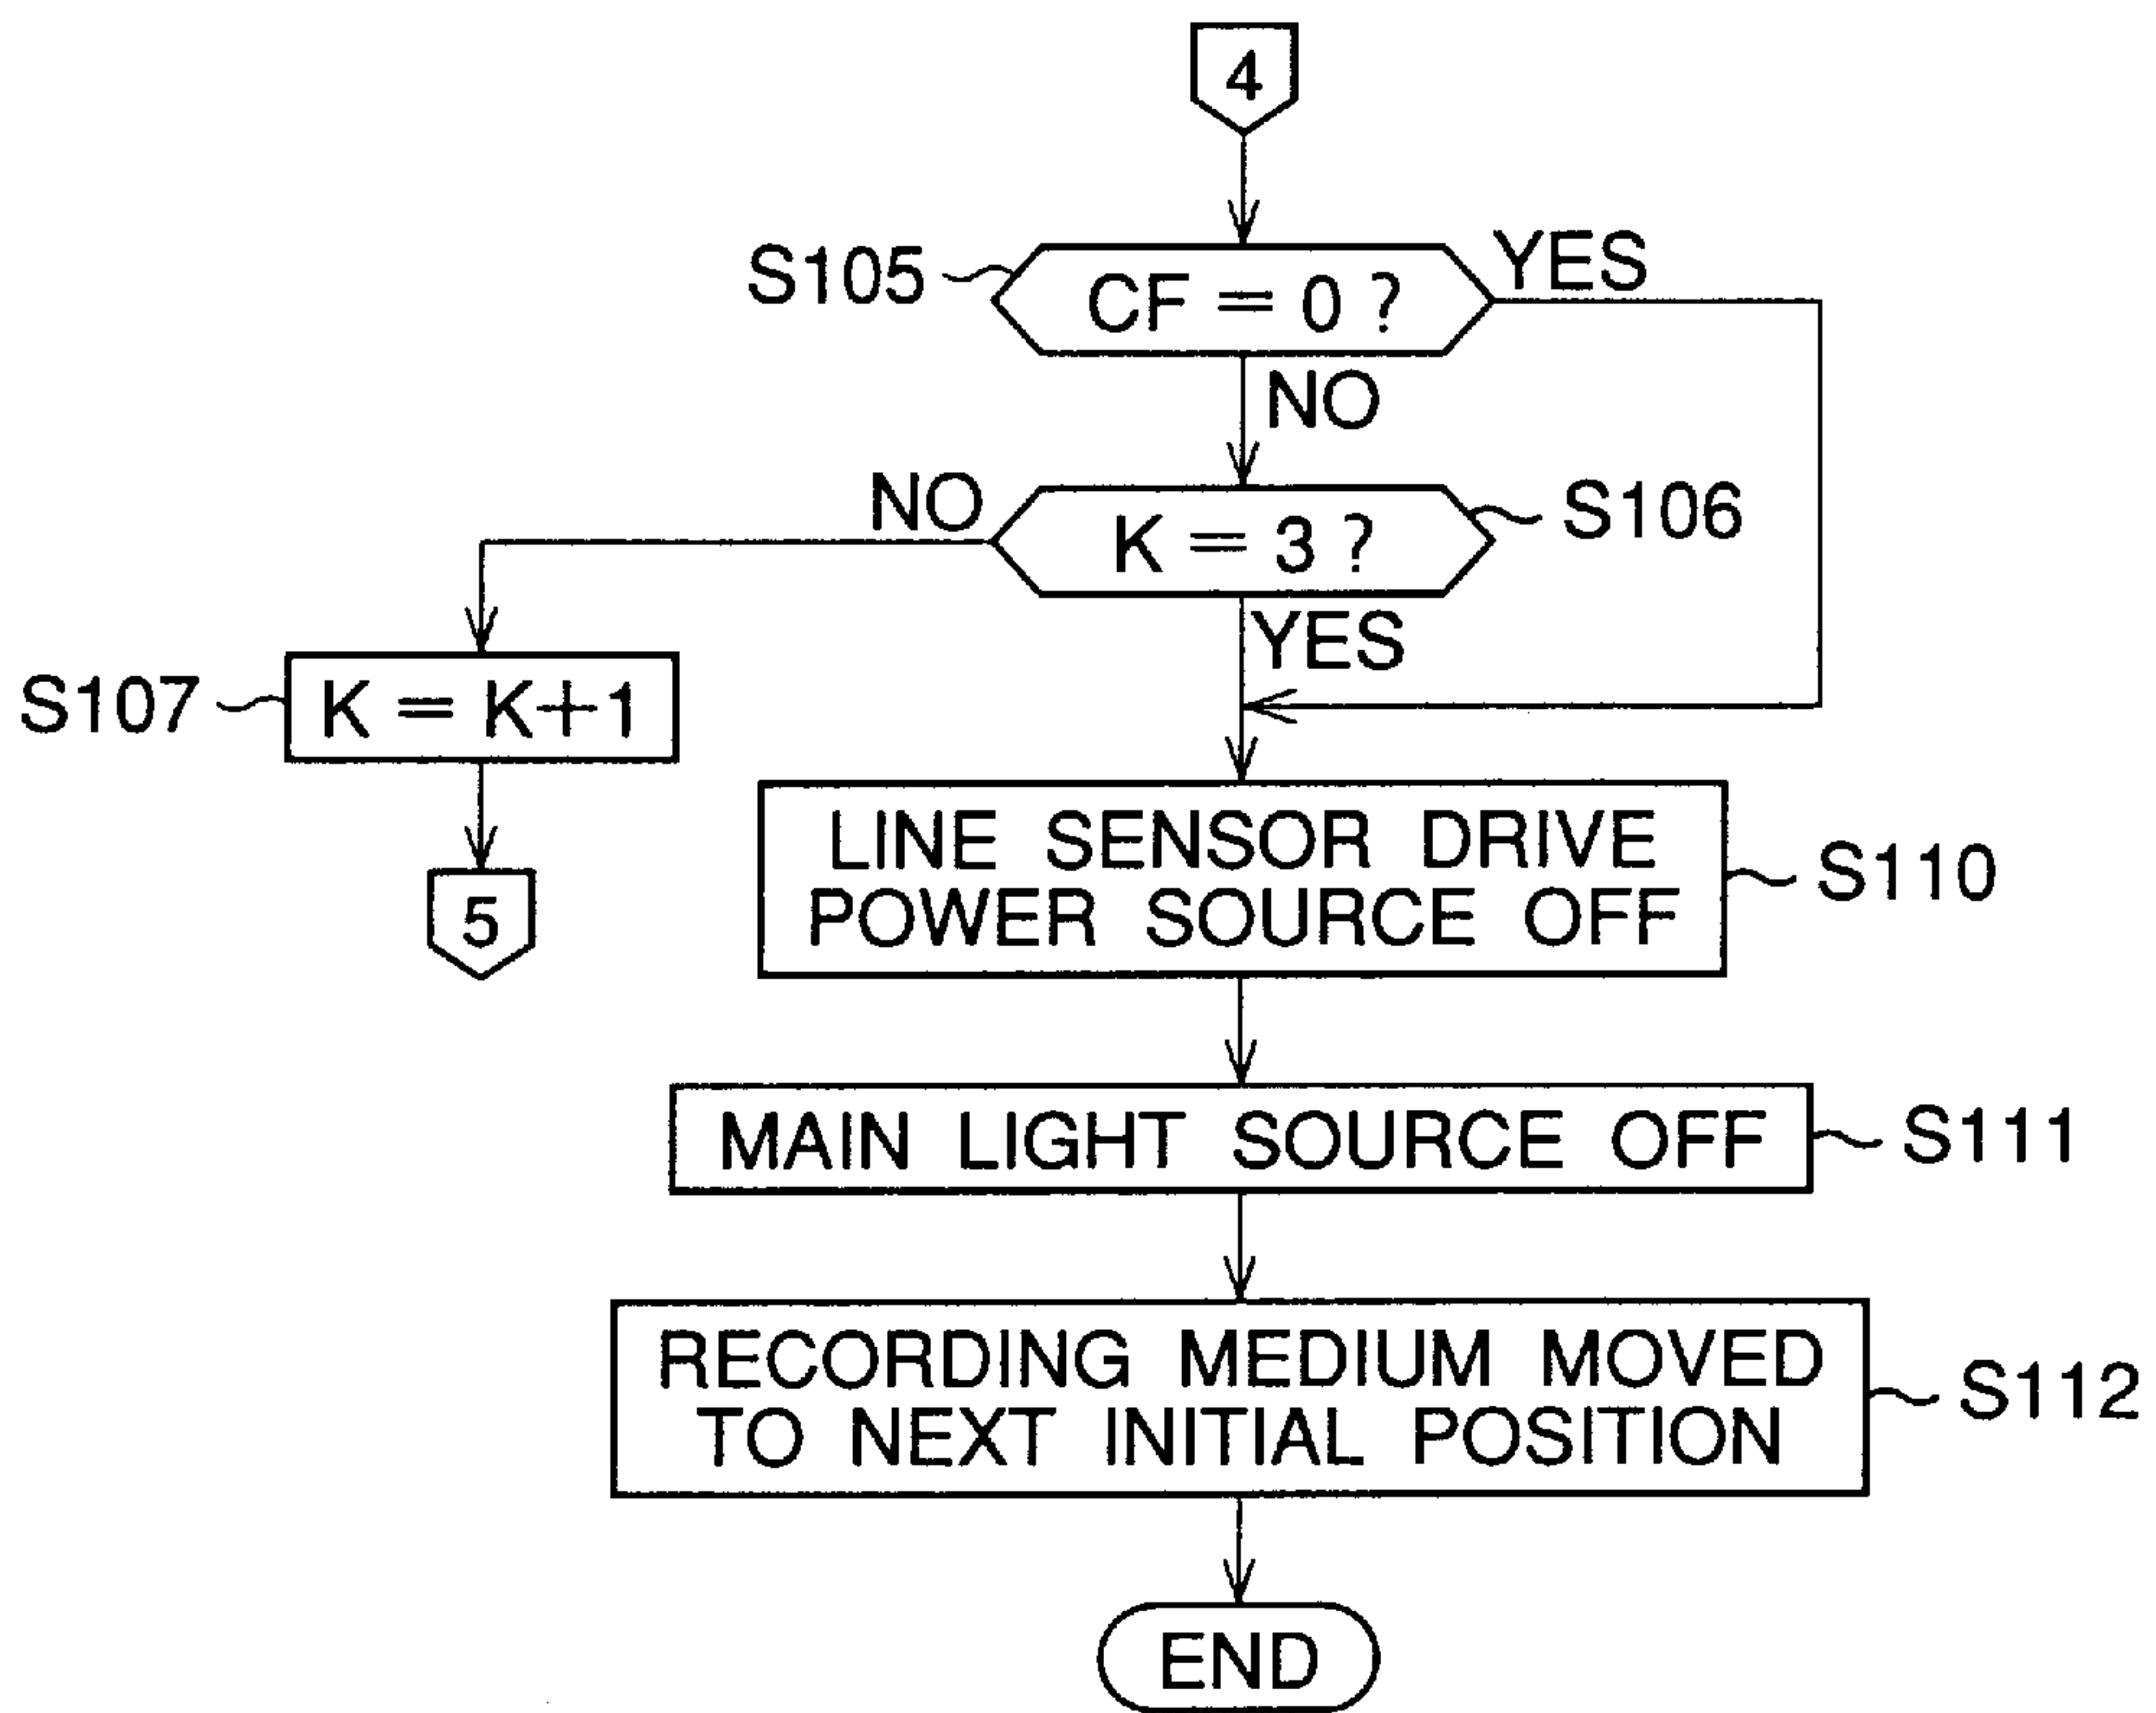 4
S105
CF = 0 ?
YES
NO
NO
K = 3 ?
S106
YES
S107
K = K+1
5
LINE SENSOR DRIVE
POWER SOURCE OFF
S110
MAIN LIGHT SOURCE OFF
S111
RECORDING MEDIUM MOVED
TO NEXT INITIAL POSITION
S112
END